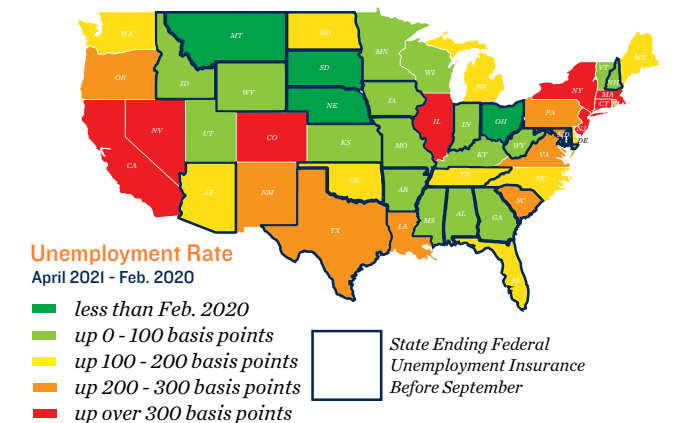 WA
MT
ND
MN
VT
ME
OR
ID
SD
WI
NH
WY
MI
NY
MA
CT
NE
IA
PA
NV
UT
CO
IL
IN
OH
NJ
CA
KS
MO
WV
VA
DE
KY
AZ
NM
OK
TN
NC
AR
SC
TX
LA
MS
AL
GA
FL
Unemployment Rate
April 2021 - Feb. 2020
less than Feb. 2020
up 0 - 100 basis points
up 100 - 200 basis points
up 200 - 300 basis points
up over 300 basis points
State Ending Federal
Unemployment Insurance
Before September